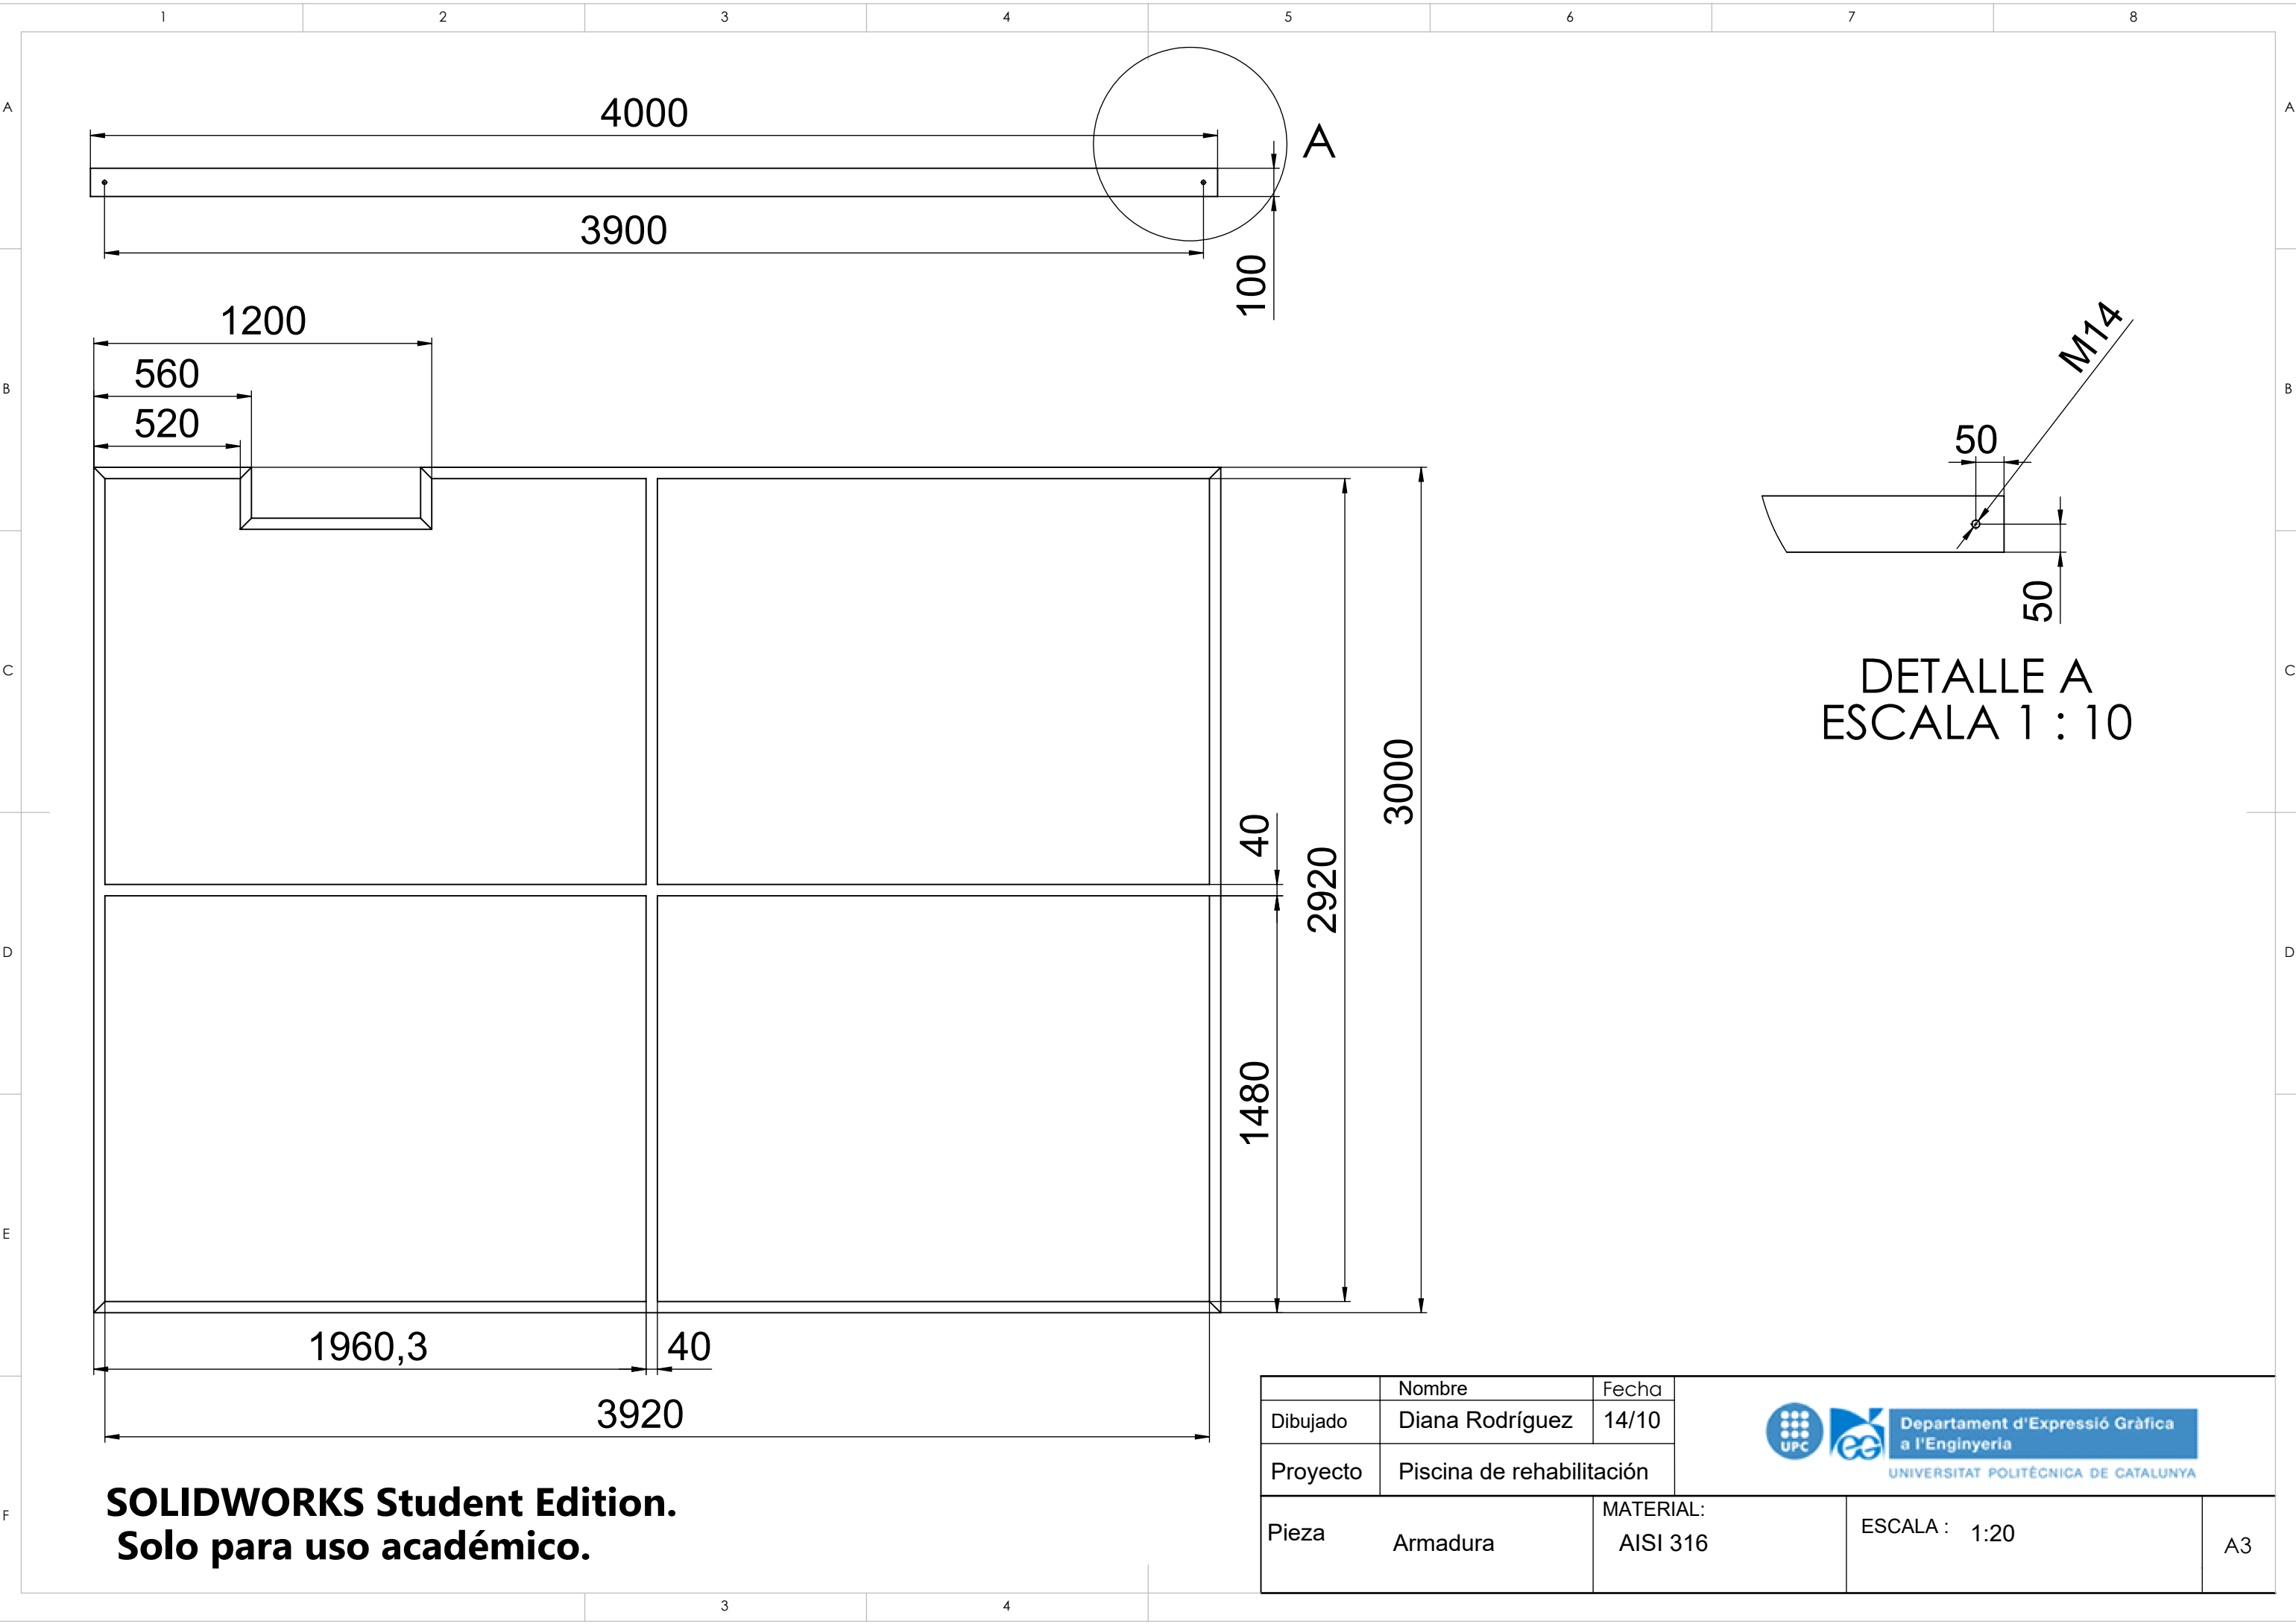 1 2 3 4 5 6 7 8
A A
4000
A
3900
100
1200
560
520
B B
M14
50
50
DETALLE A
ESCALA 1 : 10
C C
3000
40
2920
D D
1480
E
1960,3
40
3920
Nombre Fecha
Dibujado Diana Rodríguez 14/10
Proyecto Piscina de rehabilitación
UPC
Departament d'Expressió Gràfica
a l'Enginyeria
UNIVERSITAT POLITÈCNICA DE CATALUNYA
Pieza Armadura
MATERIAL:
AISI 316
ESCALA : 1:20
A3
F
SOLIDWORKS Student Edition.
Solo para uso académico.
3 4